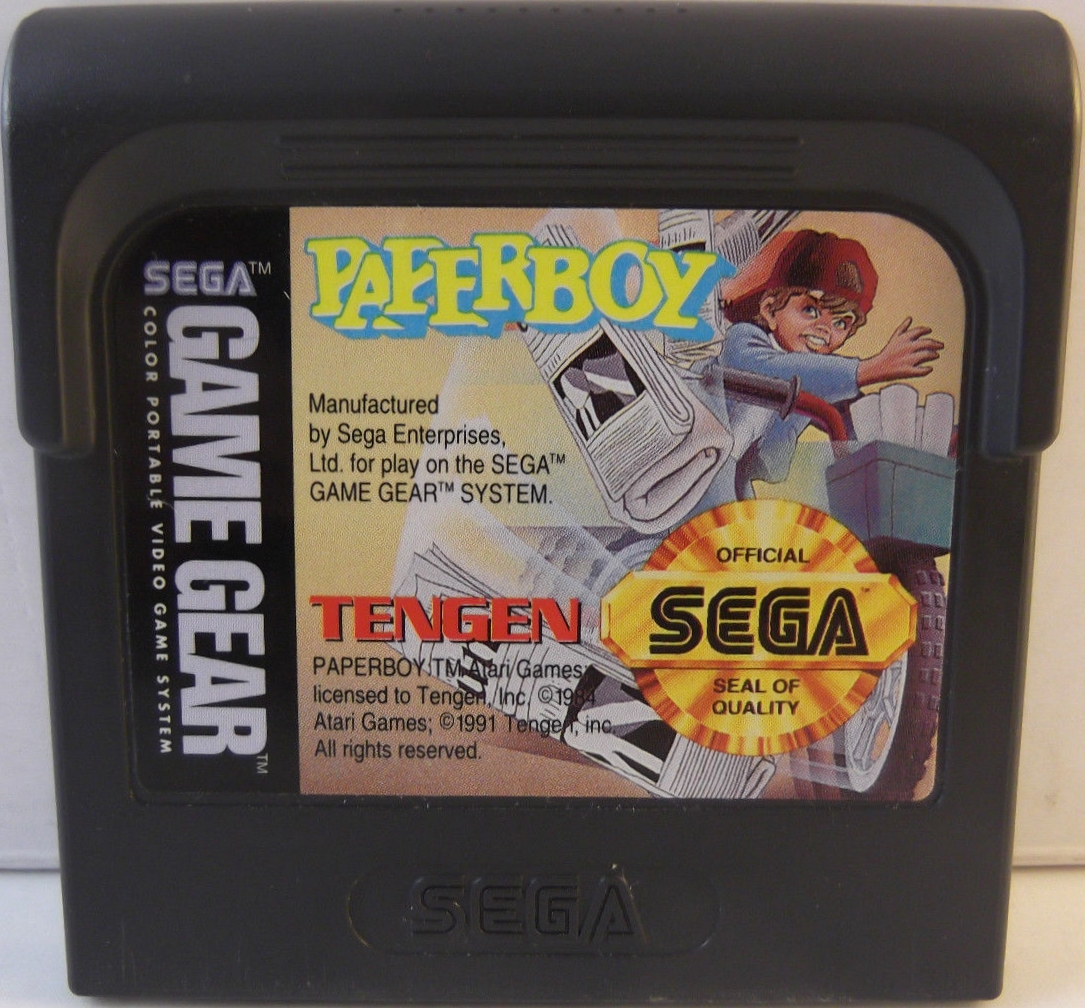 SEGA™
GAME GEAR™
COLOR PORTABLE VIDEO GAME SYSTEM
PAPERBOY™
Manufactured
by Sega Enterprises,
Ltd. for play on the SEGA™
GAME GEAR™ SYSTEM.
TENGEN
PAPERBOY:TM Atari Games;
licensed to Tengen, Inc. ©1984
Atari Games; ©1991 Tengen, inc.
All rights reserved.
OFFICIAL
SEGA™
SEAL OF
QUALITY
SEGA